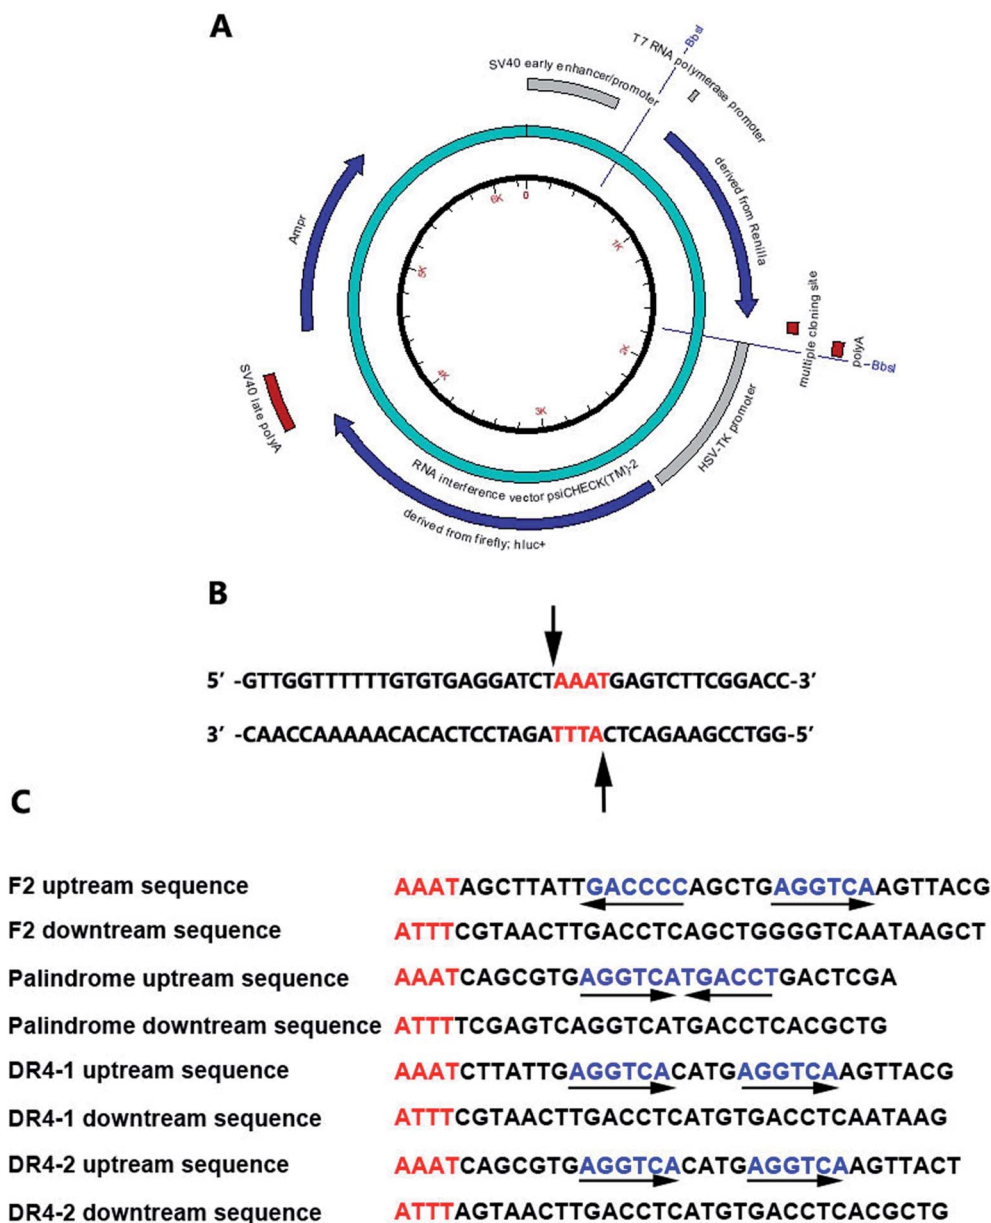 A
BbsI
T7 RNA polymerase promoter
SV40 early enhancer/promoter
derived from Renilla
Ampr
6K
0
1K
5K
2K
4K
3K
multiple cloning site
polyA
BbsI
HSV-TK promoter
SV40 late polyA
RNA interference vector psiCHECK(TM)-2
derived from firefly; hluc+
B
5’ -GTTGGTTTTTTGTGTGAGGATCTAAATGAGTCTTCGGACC-3’
3’ -CAACCAAAAACACACTCCTAGATTTACTCAGAAGCCTGG-5’
C
F2 uptream sequence AAATAGCTTATTGACCCCAGCTGAGGTCAAGTTACG
F2 downtream sequence ATTTCGTAACTTGACCTCAGCTGGGGTCAATAAGCT
Palindrome uptream sequence AAATCAGCGTGAGGTCATGACCTGACTCGA
Palindrome downtream sequence ATTTTCGAGTCAGGTCATGACCTCACGCTG
DR4-1 uptream sequence AAATCTTATTGAGGTCACATGAGGTCAAGTTACG
DR4-1 downtream sequence ATTTCGTAACTTGACCTCATGTGACCTCAATAAG
DR4-2 uptream sequence AAATCAGCGTGAGGTCACATGAGGTCAAGTTACT
DR4-2 downtream sequence ATTTAGTAACTTGACCTCATGTGACCTCACGCTG